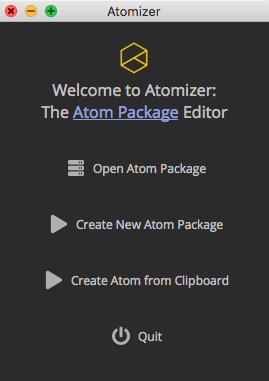 Atomizer
Welcome to Atomizer:
The Atom Package Editor
Open Atom Package
Create New Atom Package
Create Atom from Clipboard
Quit